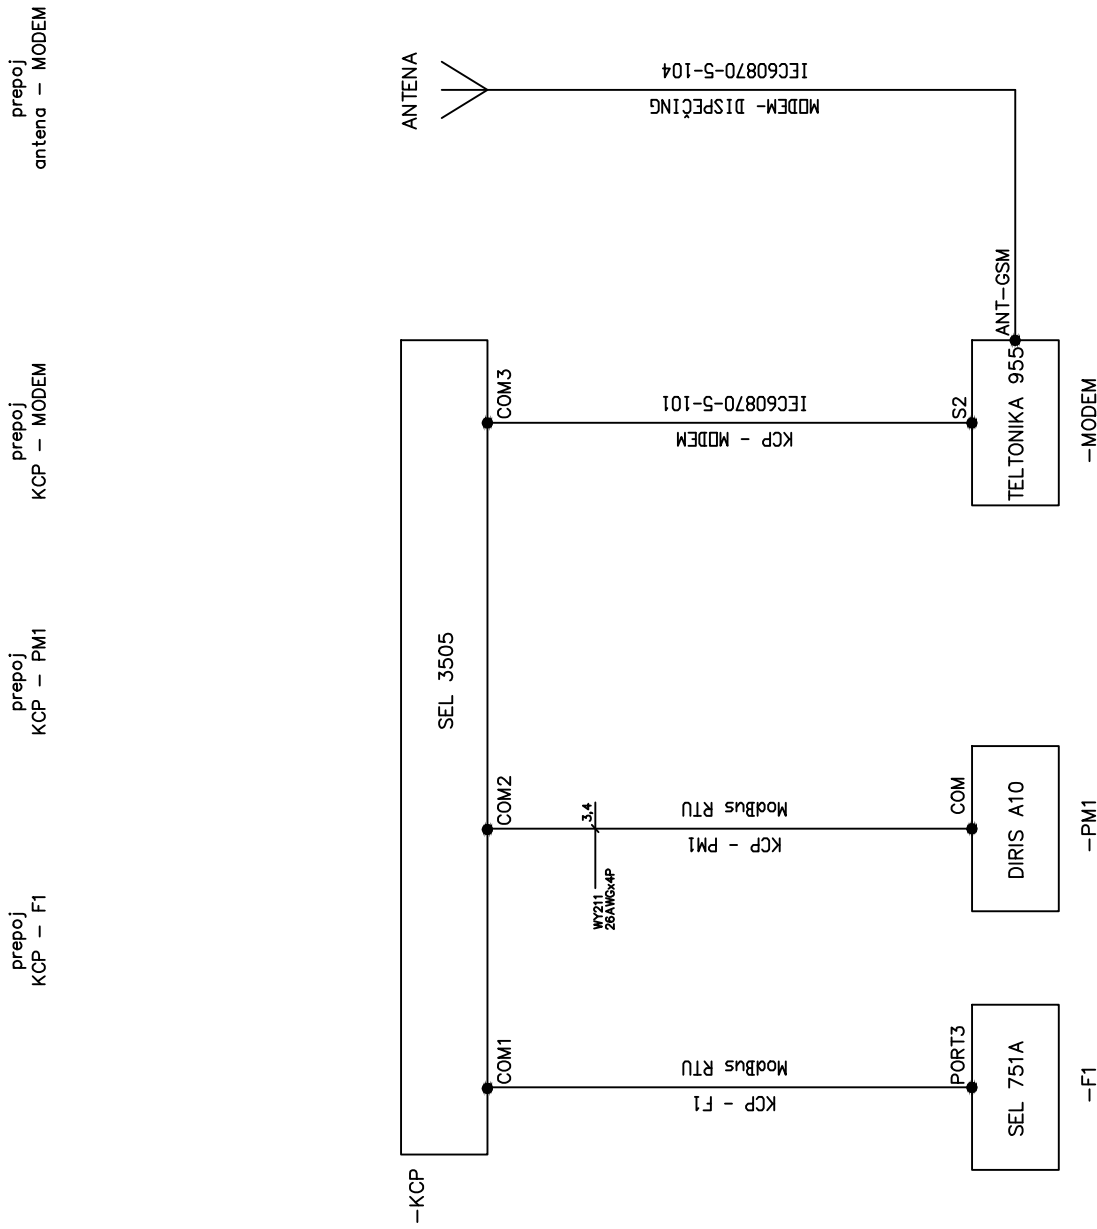 prepoj
KCP - F1
prepoj
KCP - PM1
prepoj
KCP - MODEM
prepoj
antena - MODEM
-KCP
SEL 3505
ANTENA
COM1
COM2
COM3
KCP - F1
ModBus RTU
WY211
26AWGx4P
3,4
KCP - PM1
ModBus RTU
KCP - MODEM
IEC60870-5-101
MODEM- DISPEČING
IEC60870-5-104
PORT3
COM
S2
ANT-GSM
SEL 751A
DIRIS A10
TELTONIKA 955
-F1
-PM1
-MODEM